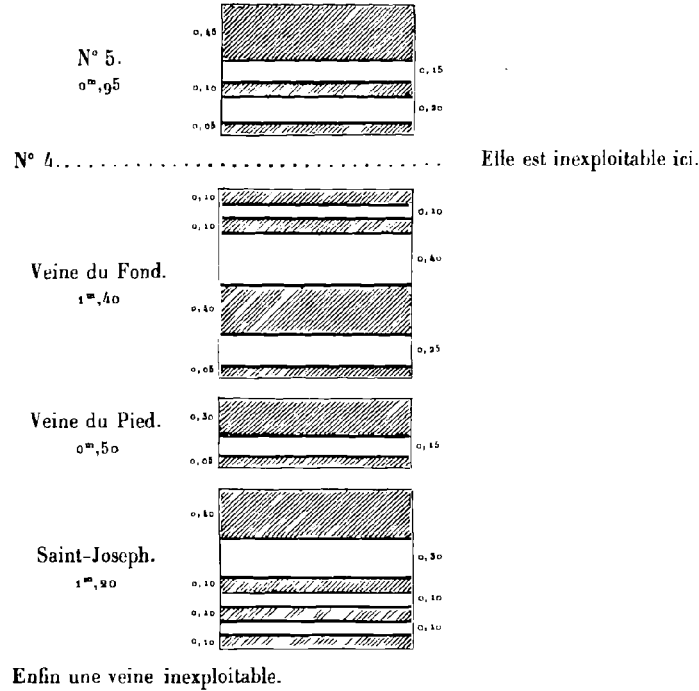 0,45
N° 5.
0,15
0ᵐ,95
0,10
0,20
0,05
N° 4........................................ Elle est inexploitable ici.
0,10
0,10
0,10
0,40
Veine du Fond.
1ᵐ,40
0,40
0,25
0,05
0,30
Veine du Pied.
0,15
0ᵐ,50
0,05
0,40
Saint-Joseph.
0,30
1ᵐ,20
0,10
0,10
0,10
0,10
0,10
Enfin une veine inexploitable.